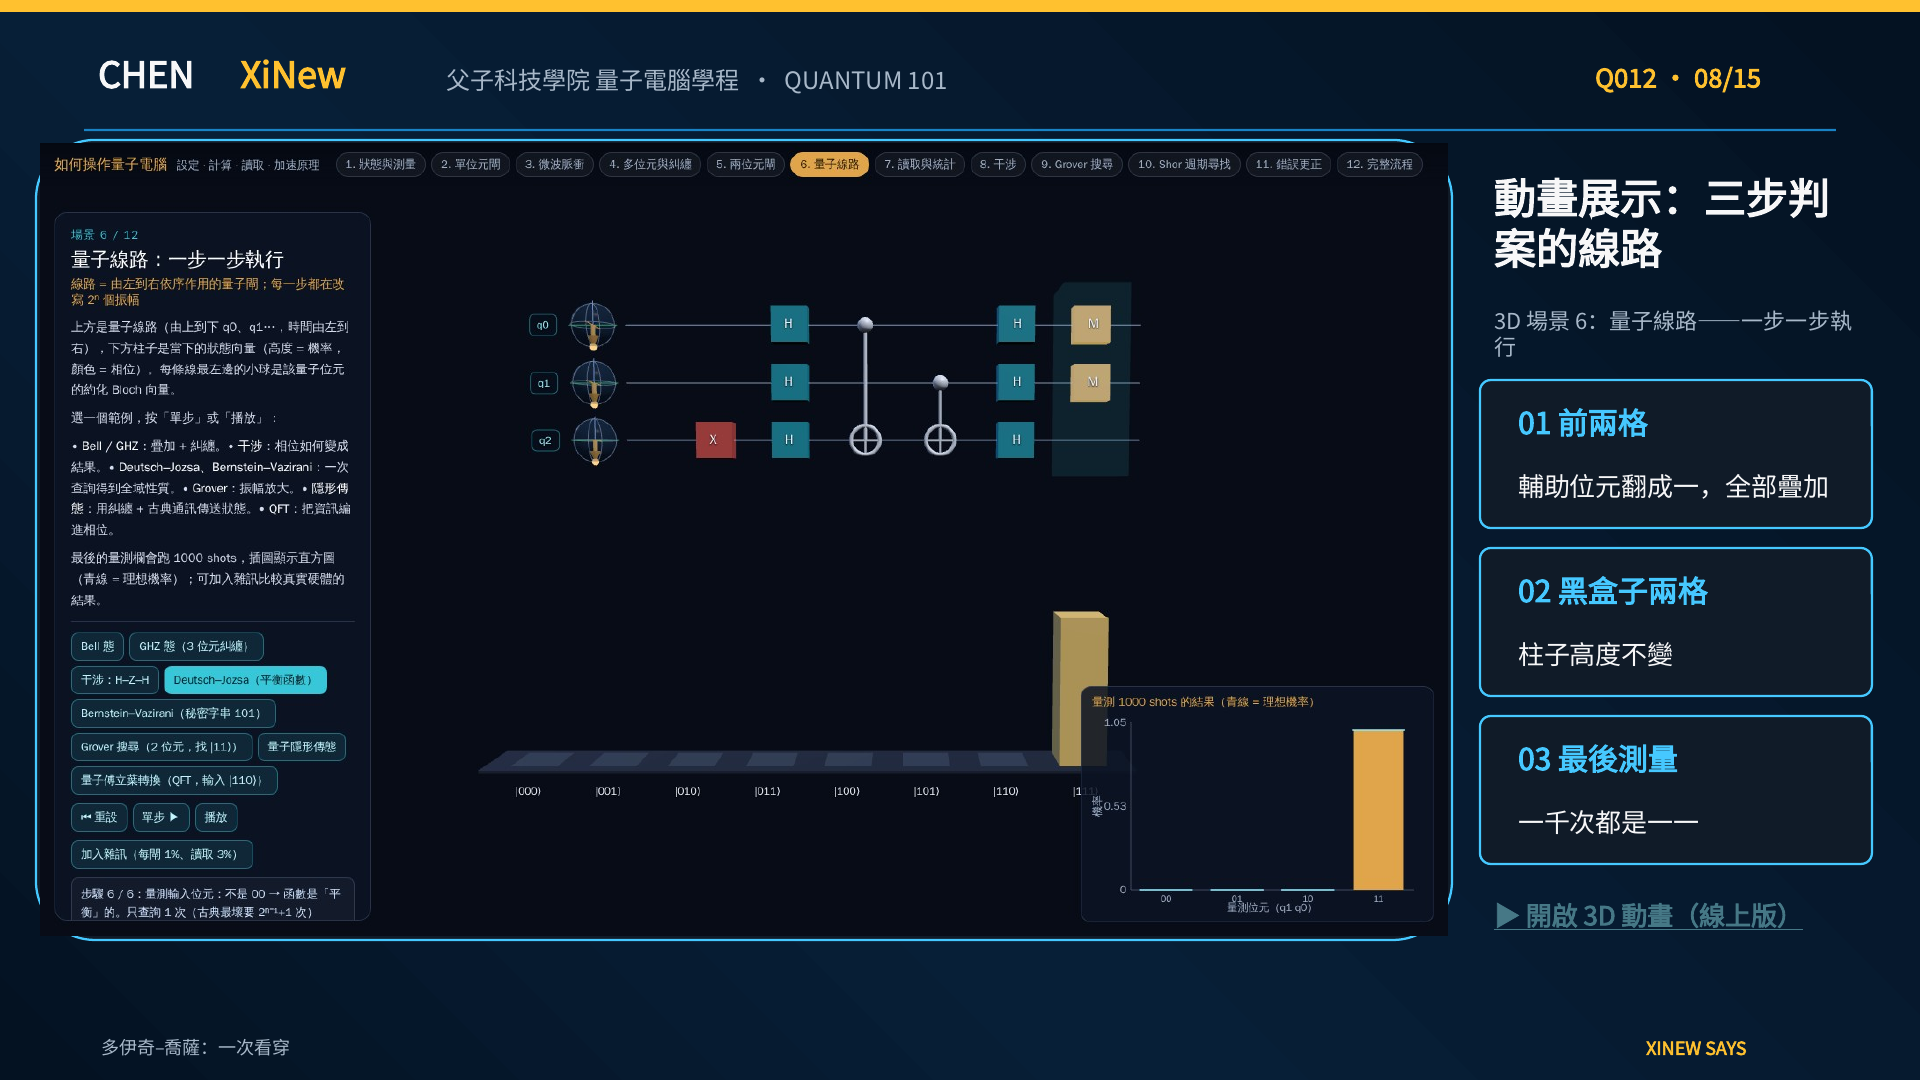 CHEN XiNew 父子科技學院 量子電腦學程 · QUANTUM 101 Q012 · 08/15
如何操作量子電腦 設定 · 計算 · 讀取 · 加速原理 1. 狀態與測量 2. 單位元閘 3. 微波脈衝 4. 多位元與糾纏 5. 兩位元閘 6. 量子線路 7. 讀取與統計 8. 干涉 9. Grover 搜尋 10. Shor 週期尋找 11. 錯誤更正 12. 完整流程
場景 6 / 12
量子線路：一步一步執行
線路 = 由左到右依序作用的量子閘；每一步都在改
寫 2ⁿ 個振幅
上方是量子線路（由上到下 q0、q1…，時間由左到
右），下方柱子是當下的狀態向量（高度 = 機率，
顏色 = 相位）。每條線最左邊的小球是該量子位元
的約化 Bloch 向量。
選一個範例，按「單步」或「播放」：
• Bell / GHZ：疊加 + 糾纏。• 干涉：相位如何變成
結果。• Deutsch–Jozsa、Bernstein–Vazirani：一次
查詢得到全域性質。• Grover：振幅放大。• 隱形傳
態：用糾纏 + 古典通訊傳送狀態。• QFT：把資訊編
進相位。
最後的量測欄會跑 1000 shots，插圖顯示直方圖
（青線 = 理想機率）；可加入雜訊比較真實硬體的
結果。
Bell 態 GHZ 態（3 位元糾纏）
干涉：H–Z–H Deutsch–Jozsa（平衡函數）
Bernstein–Vazirani（秘密字串 101）
Grover 搜尋（2 位元，找 |11⟩） 量子隱形傳態
量子傅立葉轉換（QFT，輸入 |110⟩）
⏮ 重設 單步 ▶ 播放
加入雜訊（每閘 1%、讀取 3%）
步驟 6 / 6：量測輸入位元：不是 00 → 函數是「平
衡」的。只查詢 1 次（古典最壞要 2ⁿ⁻¹+1 次）
q0 H H M
q1 H H M
q2 X H H
|000⟩ |001⟩ |010⟩ |011⟩ |100⟩ |101⟩ |110⟩ |111⟩
量測 1000 shots 的結果（青線 = 理想機率）
1.05
0.53
0
機率
00 01 10 11
量測位元（q1 q0）
動畫展示：三步判
案的線路
3D 場景 6：量子線路——一步一步執
行
01 前兩格
輔助位元翻成一，全部疊加
02 黑盒子兩格
柱子高度不變
03 最後測量
一千次都是一一
▶ 開啟 3D 動畫（線上版）
多伊奇–喬薩：一次看穿 XINEW SAYS